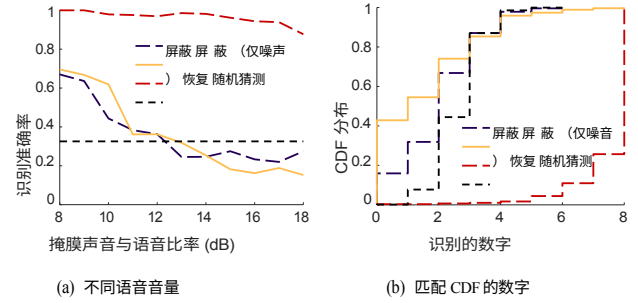 1
0.8
0.6
0.4
0.2
0
8
10
12
14
16
18
识别准确率
掩膜声音与语音比率 (dB)
屏蔽 屏 蔽 （仅噪声
） 恢复 随机猜测
(a) 不同语音音量
1
0.8
0.6
0.4
0.2
0
0
2
4
6
8
CDF 分布
识别的数字
屏蔽 屏 蔽 （仅噪音
） 恢复 随机猜测
(b) 匹配 CDF 的数字